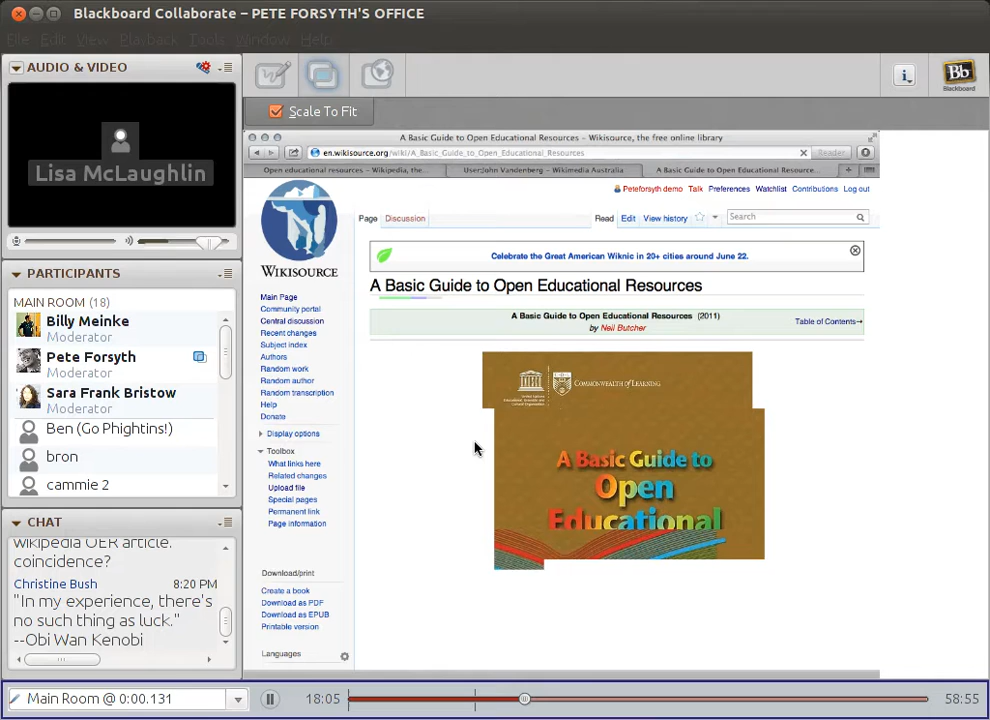 Blackboard Collaborate – PETE FORSYTH'S OFFICE
File Edit View Playback Tools Window Help
AUDIO & VIDEO
Lisa McLaughlin
PARTICIPANTS
MAIN ROOM (18)
Billy Meinke
Moderator
Pete Forsyth
Moderator
Sara Frank Bristow
Moderator
Ben (Go Phightins!)
bron
cammie 2
CHAT
wikipedia OER article.
coincidence?
Christine Bush 8:20 PM
"In my experience, there's
no such thing as luck."
--Obi Wan Kenobi
Scale To Fit
Bb
Blackboard
A Basic Guide to Open Educational Resources – Wikisource, the free online library
en.wikisource.org/wiki/A_Basic_Guide_to_Open_Educational_Resources
Reader
Open educational resources – Wikipedia, the...
User:John Vandenberg – Wikimedia Australia
A Basic Guide to Open Educational Resource...
Peteforsyth demo Talk Preferences Watchlist Contributions Log out
Page Discussion Read Edit View history Search
WIKISOURCE
Main Page
Community portal
Central discussion
Recent changes
Subject index
Authors
Random work
Random author
Random transcription
Help
Donate
Display options
Toolbox
What links here
Related changes
Upload file
Special pages
Permanent link
Page information
Download/print
Create a book
Download as PDF
Download as EPUB
Printable version
Languages
Celebrate the Great American Wiknic in 20+ cities around June 22.
A Basic Guide to Open Educational Resources
A Basic Guide to Open Educational Resources (2011)
by Neil Butcher
Table of Contents→
COMMONWEALTH OF LEARNING
A Basic Guide to
Open
Educational
Main Room @ 0:00.131
18:05
58:55